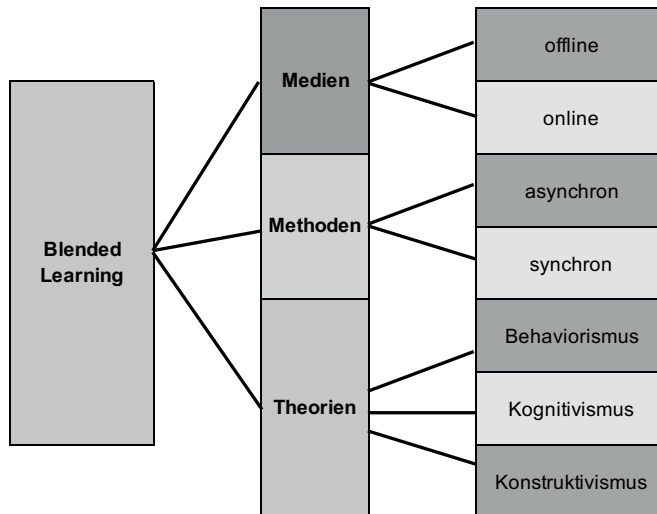 Blended
Learning
Medien
Methoden
Theorien
offline
online
asynchron
synchron
Behaviorismus
Kognitivismus
Konstruktivismus